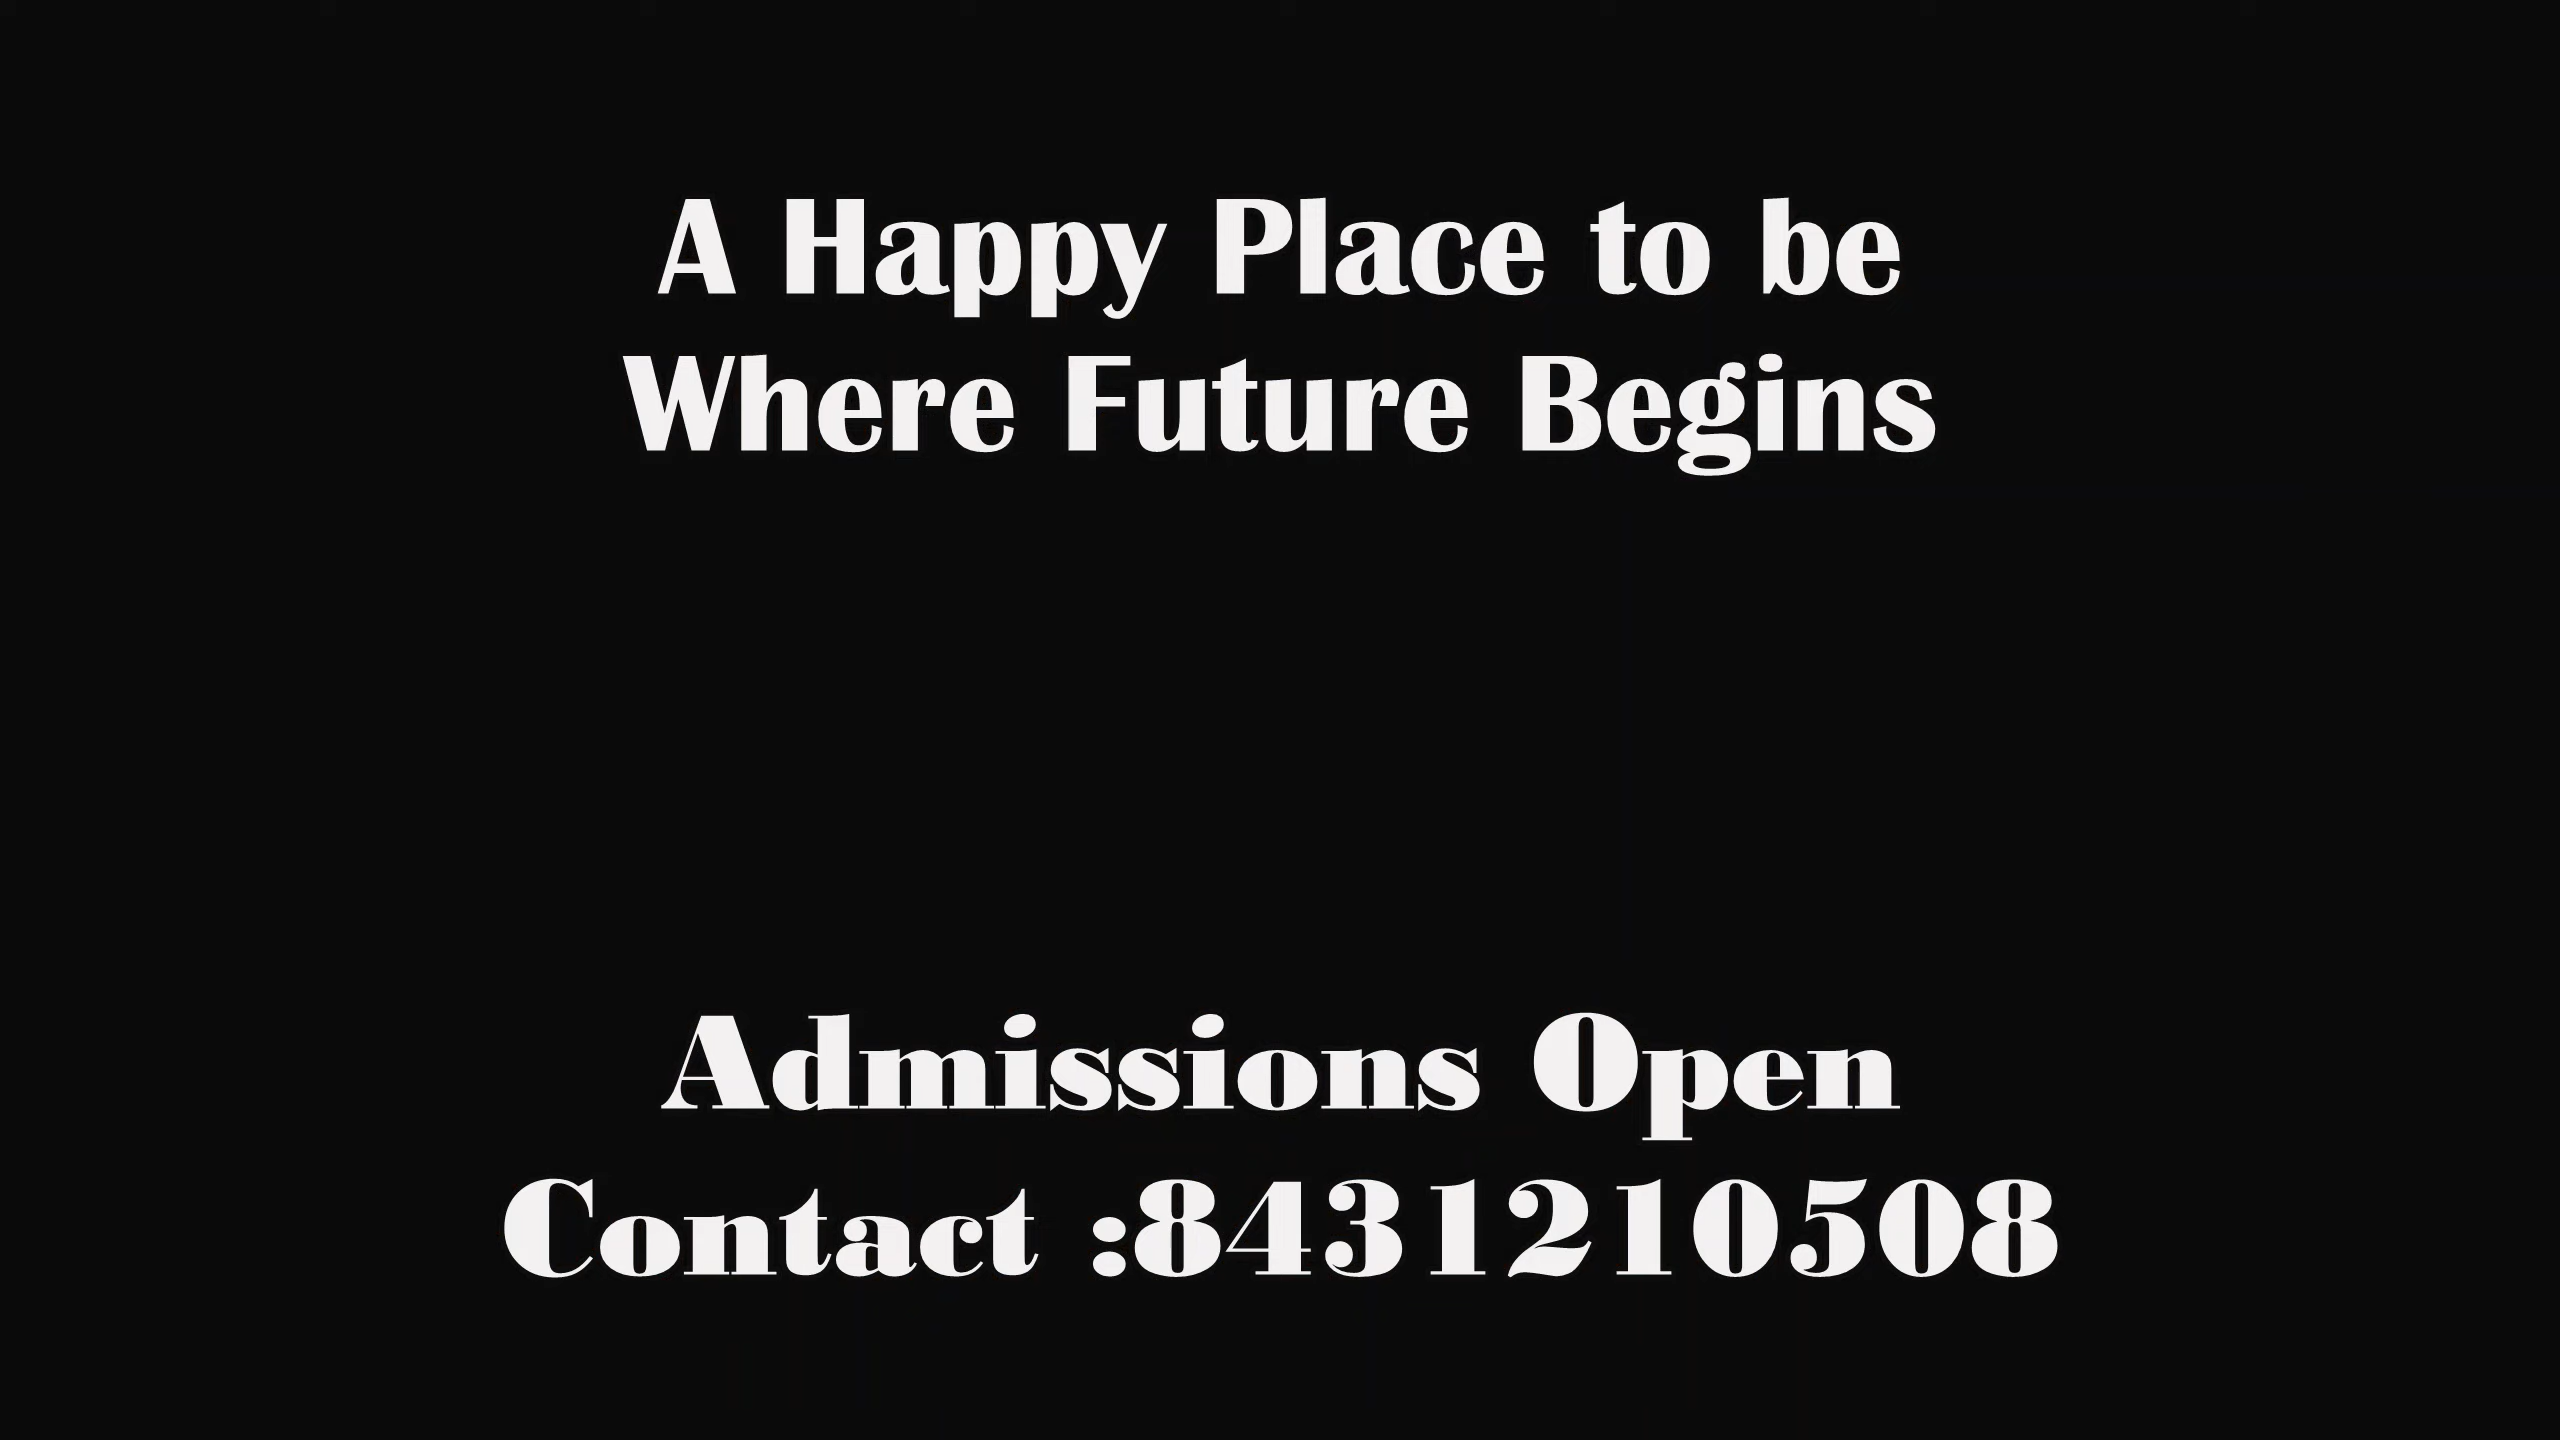 A Happy Place to be
Where Future Begins
Admissions Open
Contact :8431210508